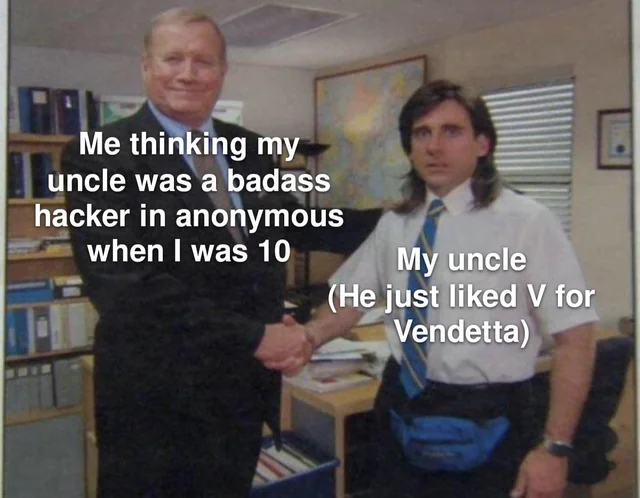 Me thinking my
uncle was a badass
hacker in anonymous
when I was 10
My uncle
(He just liked V for
Vendetta)